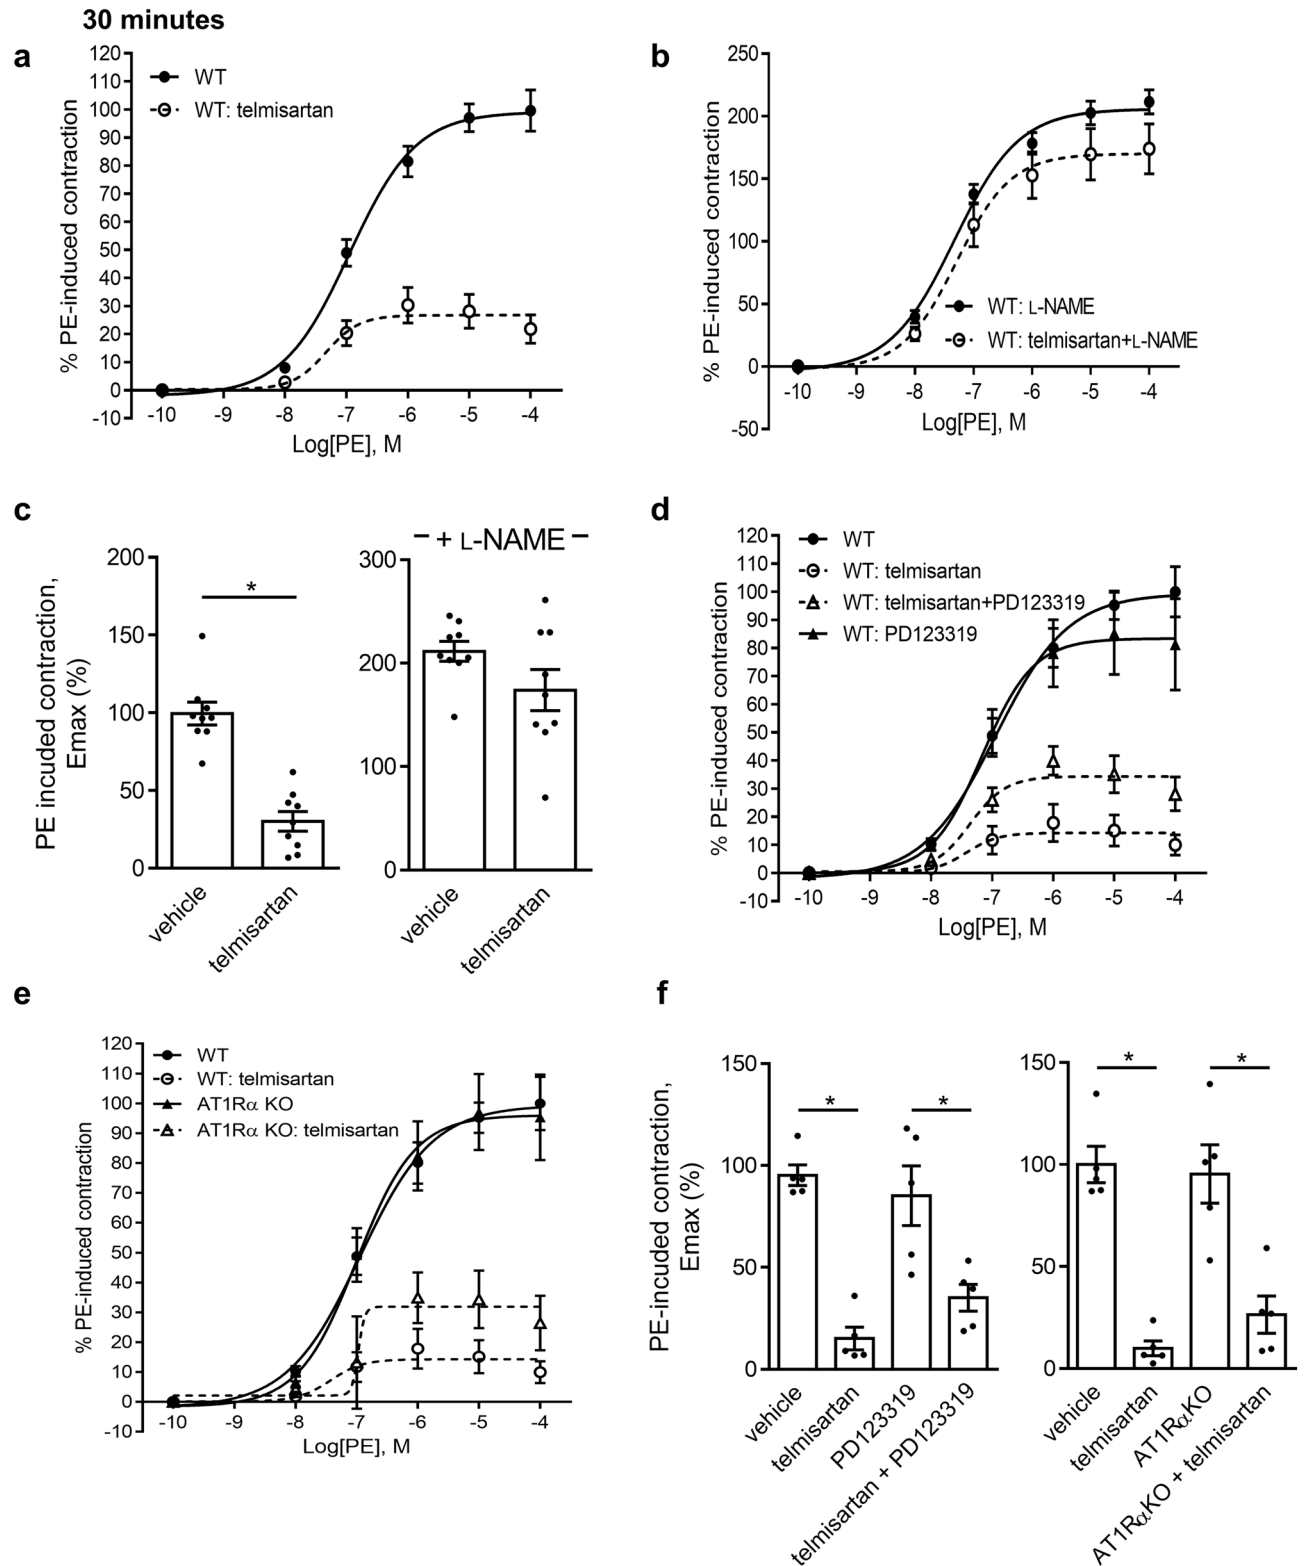 30 minutes
a
120
110
100
90
80
70
60
50
40
30
20
10
0
-10
% PE-induced contraction
WT
WT: telmisartan
-10 -9 -8 -7 -6 -5 -4
Log[PE], M
b
250
200
150
100
50
0
-50
% PE-induced contraction
WT: L-NAME
WT: telmisartan+L-NAME
-10 -9 -8 -7 -6 -5 -4
Log[PE], M
c
PE incuded contraction,
Emax (%)
200
150
100
50
0
*
vehicle
telmisartan
+ L-NAME
300
200
100
0
vehicle
telmisartan
d
120
110
100
90
80
70
60
50
40
30
20
10
0
-10
% PE-induced contraction
WT
WT: telmisartan
WT: telmisartan+PD123319
WT: PD123319
-10 -9 -8 -7 -6 -5 -4
Log[PE], M
e
120
110
100
90
80
70
60
50
40
30
20
10
0
-10
% PE-induced contraction
WT
WT: telmisartan
AT1Rα KO
AT1Rα KO: telmisartan
-10 -9 -8 -7 -6 -5 -4
Log[PE], M
f
PE-incuded contraction,
Emax (%)
150
100
50
0
* *
vehicle
telmisartan
PD123319
telmisartan + PD123319
150
100
50
0
* *
vehicle
telmisartan
AT1RαKO
AT1RαKO + telmisartan